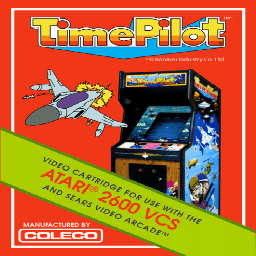 TimePilot™
© Konami Industry Co. Ltd.
VIDEO CARTRIDGE FOR USE WITH THE
ATARI® 2600 VCS
AND SEARS VIDEO ARCADE™
MANUFACTURED BY
COLECO